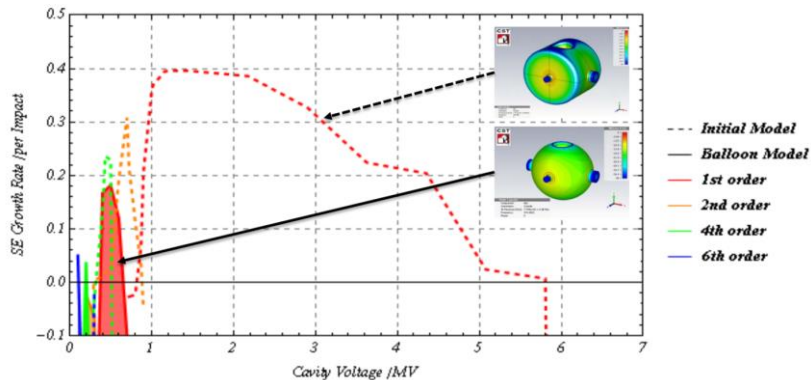 0.5
0.4
0.3
0.2
0.1
0.0
−0.1
SE Growth Rate /per Impact
0 1 2 3 4 5 6 7
Cavity Voltage /MV
CST
CST
Initial Model
Balloon Model
1st order
2nd order
4th order
6th order